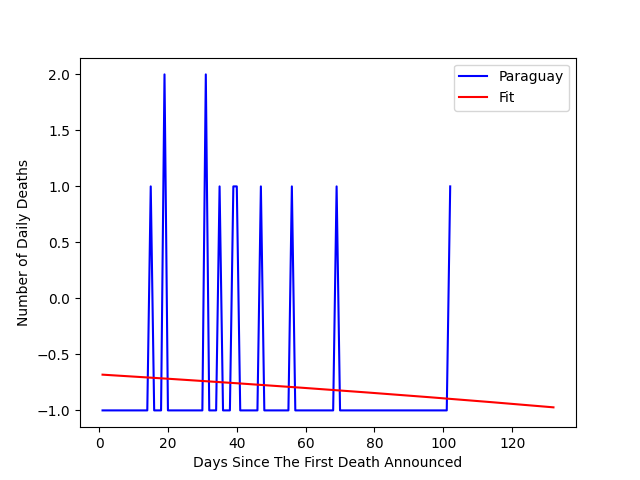 Paraguay
Fit
2.0
1.5
1.0
0.5
0.0
−0.5
−1.0
Number of Daily Deaths
0 20 40 60 80 100 120
Days Since The First Death Announced